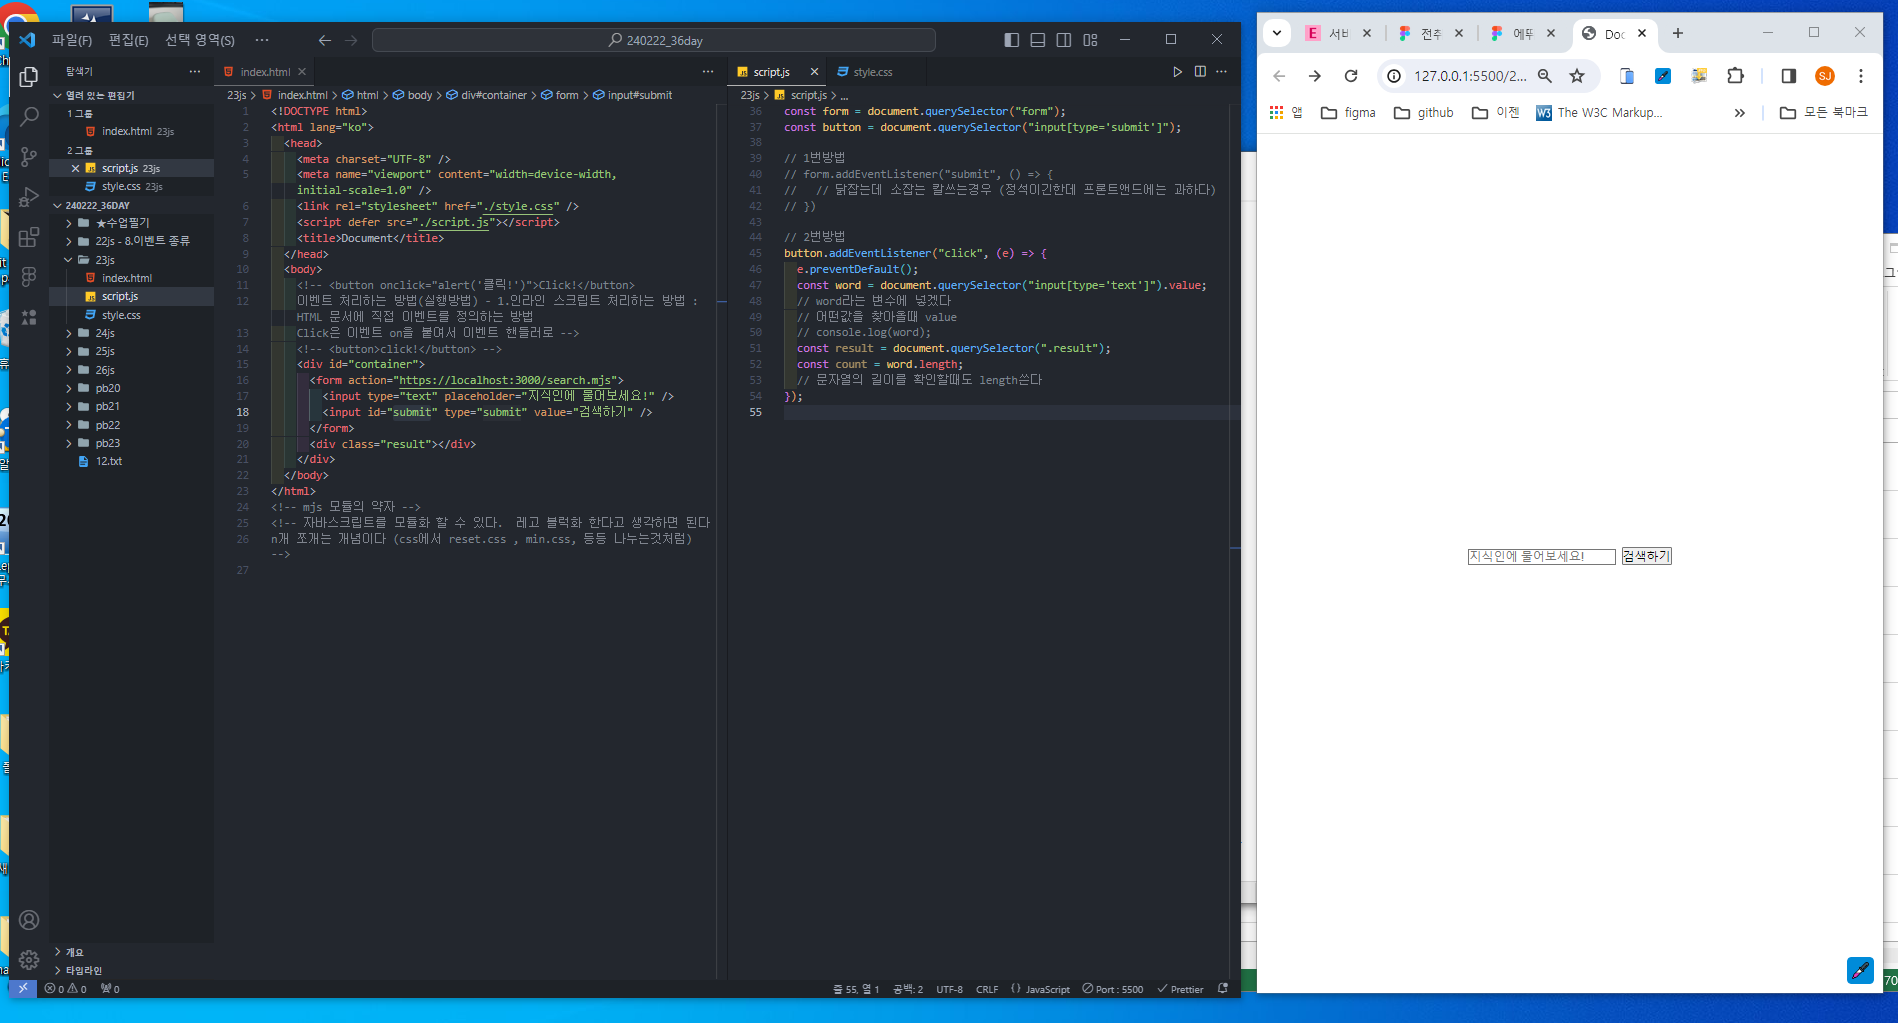 파일(F) 편집(E) 선택 영역(S) ···
240222_36day
탐색기
열려 있는 편집기
1 그룹
index.html 23js
2 그룹
script.js 23js
style.css 23js
240222_36DAY
★수업필기
22js - 8.이벤트 종류
23js
index.html
script.js
style.css
24js
25js
26js
pb20
pb21
pb22
pb23
12.txt
개요
타임라인
index.html
23js > index.html > html > body > div#container > form > input#submit
1 <!DOCTYPE html>
2 <html lang="ko">
3 <head>
4 <meta charset="UTF-8" />
5 <meta name="viewport" content="width=device-width,
initial-scale=1.0" />
6 <link rel="stylesheet" href="./style.css" />
7 <script defer src="./script.js"></script>
8 <title>Document</title>
9 </head>
10 <body>
11 <!-- <button onclick="alert('클릭!')">Click!</button>
12 이벤트 처리하는 방법(실행방법) - 1.인라인 스크립트 처리하는 방법 :
HTML 문서에 직접 이벤트를 정의하는 방법
13 Click은 이벤트 on을 붙여서 이벤트 핸들러로 -->
14 <!-- <button>click!</button> -->
15 <div id="container">
16 <form action="https://localhost:3000/search.mjs">
17 <input type="text" placeholder="지식인에 물어보세요!" />
18 <input id="submit" type="submit" value="검색하기" />
19 </form>
20 <div class="result"></div>
21 </div>
22 </body>
23 </html>
24 <!-- mjs 모듈의 약자 -->
25 <!-- 자바스크립트를 모듈화 할 수 있다. 레고 블럭화 한다고 생각하면 된다
26 n개 쪼개는 개념이다 (css에서 reset.css , min.css, 등등 나누는것처럼)
-->
27
script.js style.css
23js > script.js > ...
36 const form = document.querySelector("form");
37 const button = document.querySelector("input[type='submit']");
38
39 // 1번방법
40 // form.addEventListener("submit", () => {
41 //   // 닭잡는데 소잡는 칼쓰는경우 (정석이긴한데 프론트앤드에는 과하다)
42 // })
43
44 // 2번방법
45 button.addEventListener("click", (e) => {
46 e.preventDefault();
47 const word = document.querySelector("input[type='text']").value;
48 // word라는 변수에 넣겠다
49 // 어떤값을 찾아올때 value
50 // console.log(word);
51 const result = document.querySelector(".result");
52 const count = word.length;
53 // 문자열의 길이를 확인할때도 length쓴다
54 });
55
0 0 0
줄 55, 열 1 공백: 2 UTF-8 CRLF {} JavaScript Port : 5500 Prettier
서비 전추 에뚜 Doc
127.0.0.1:5500/2...
SJ
앱 figma github 이젠 W3 The W3C Markup... » 모든 북마크
지식인에 물어보세요! 검색하기
70